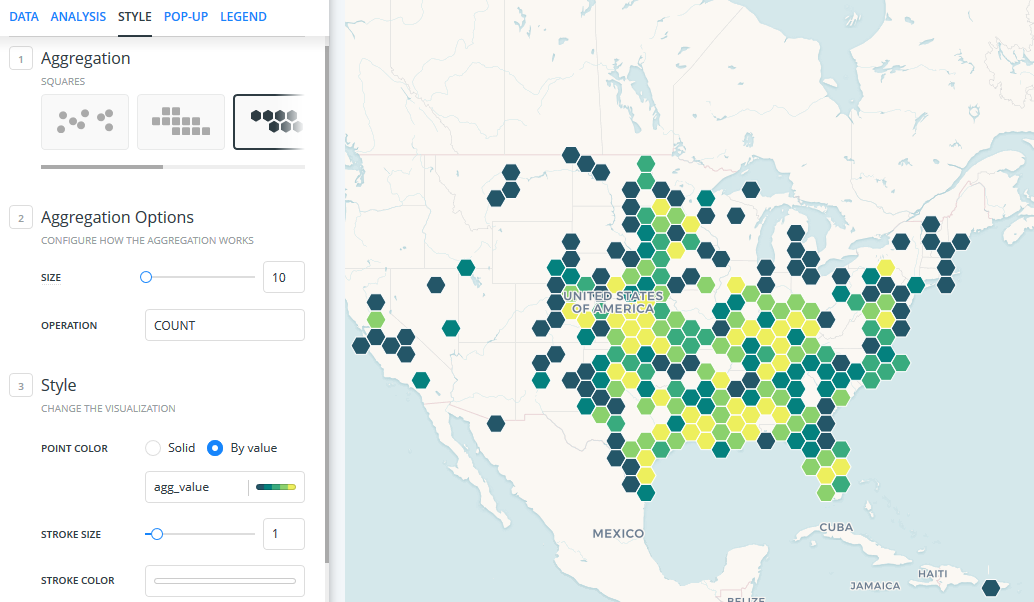 DATA ANALYSIS STYLE POP-UP LEGEND
1 Aggregation
SQUARES
2 Aggregation Options
CONFIGURE HOW THE AGGREGATION WORKS
SIZE 10
OPERATION COUNT
3 Style
CHANGE THE VISUALIZATION
POINT COLOR Solid By value
agg_value
STROKE SIZE 1
STROKE COLOR
UNITED STATES
OF AMERICA
MEXICO
CUBA
HAITI
JAMAICA
BELIZE